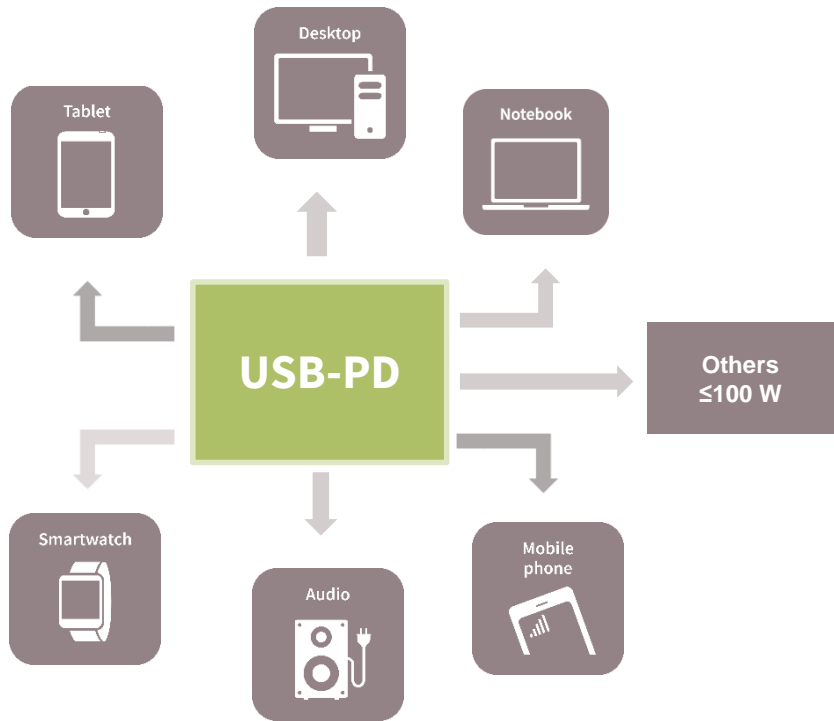 Desktop
Tablet
Notebook
USB-PD
Others
≤100 W
Smartwatch
Mobile
phone
Audio